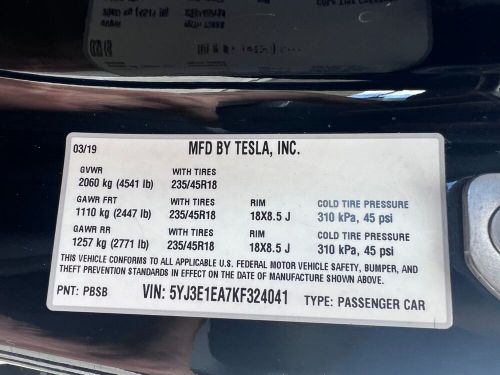 03/19 MFD BY TESLA, INC.
GVWR WITH TIRES
2060 kg (4541 lb) 235/45R18
GAWR FRT WITH TIRES RIM COLD TIRE PRESSURE
1110 kg (2447 lb) 235/45R18 18X8.5 J 310 kPa, 45 psi
GAWR RR WITH TIRES RIM COLD TIRE PRESSURE
1257 kg (2771 lb) 235/45R18 18X8.5 J 310 kPa, 45 psi
THIS VEHICLE CONFORMS TO ALL APPLICABLE U.S. FEDERAL MOTOR VEHICLE SAFETY, BUMPER, AND
THEFT PREVENTION STANDARDS IN EFFECT ON THE DATE OF MANUFACTURE SHOWN ABOVE.
PNT: PBSB VIN: 5YJ3E1EA7KF324041 TYPE: PASSENGER CAR